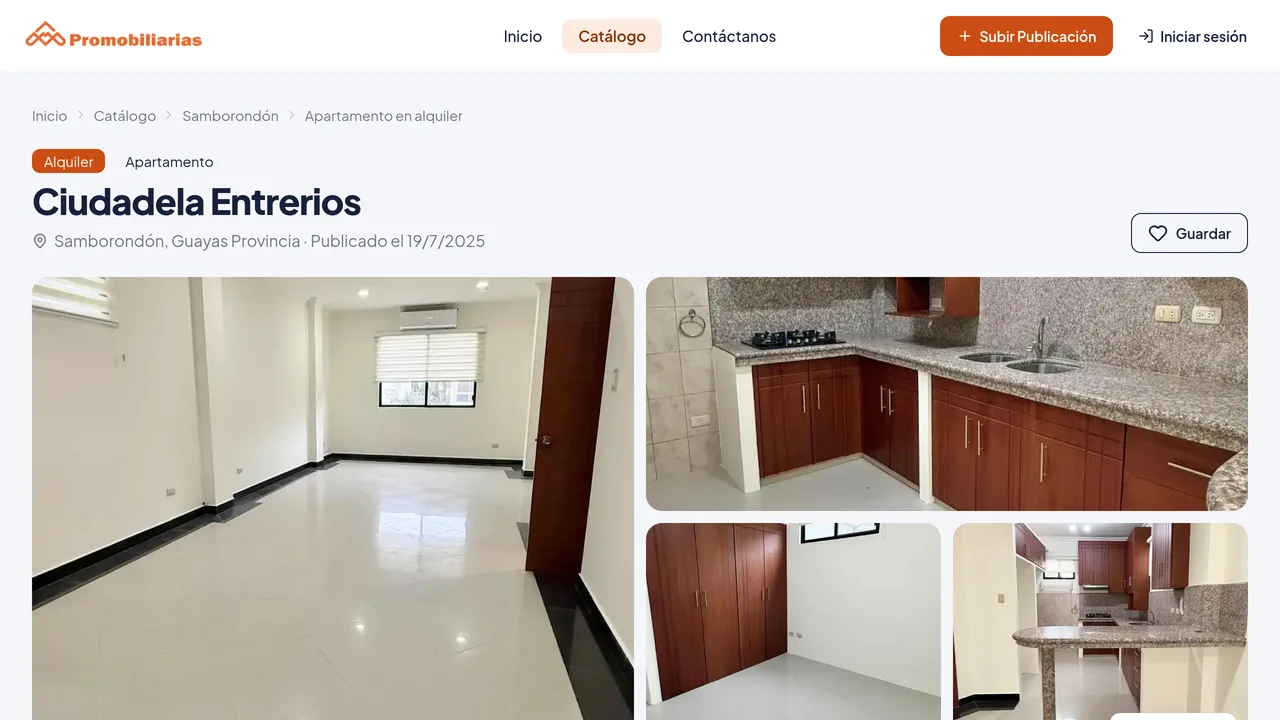 Promobiliarias
Inicio
Catálogo
Contáctanos
Subir Publicación
Iniciar sesión
Inicio
Catálogo
Samborondón
Apartamento en alquiler
Alquiler
Apartamento
Ciudadela Entrerios
Samborondón, Guayas Provincia · Publicado el 19/7/2025
Guardar